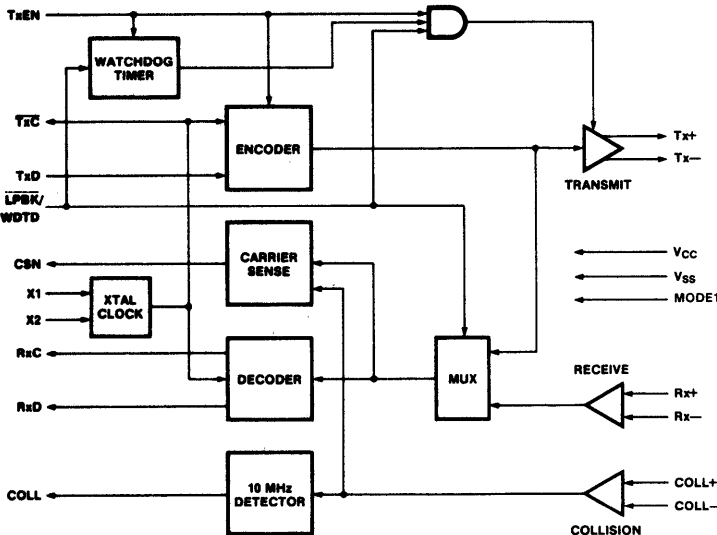 TxEN
WATCHDOG
TIMER
TxC
ENCODER
Tx+
TxD
Tx–
TRANSMIT
LPBK/
WDTD
CARRIER
SENSE
CSN
VCC
VSS
X1
XTAL
CLOCK
MODE1
X2
RxC
DECODER
MUX
RECEIVE
Rx+
RxD
Rx–
10 MHz
DETECTOR
COLL
COLL+
COLL–
COLLISION